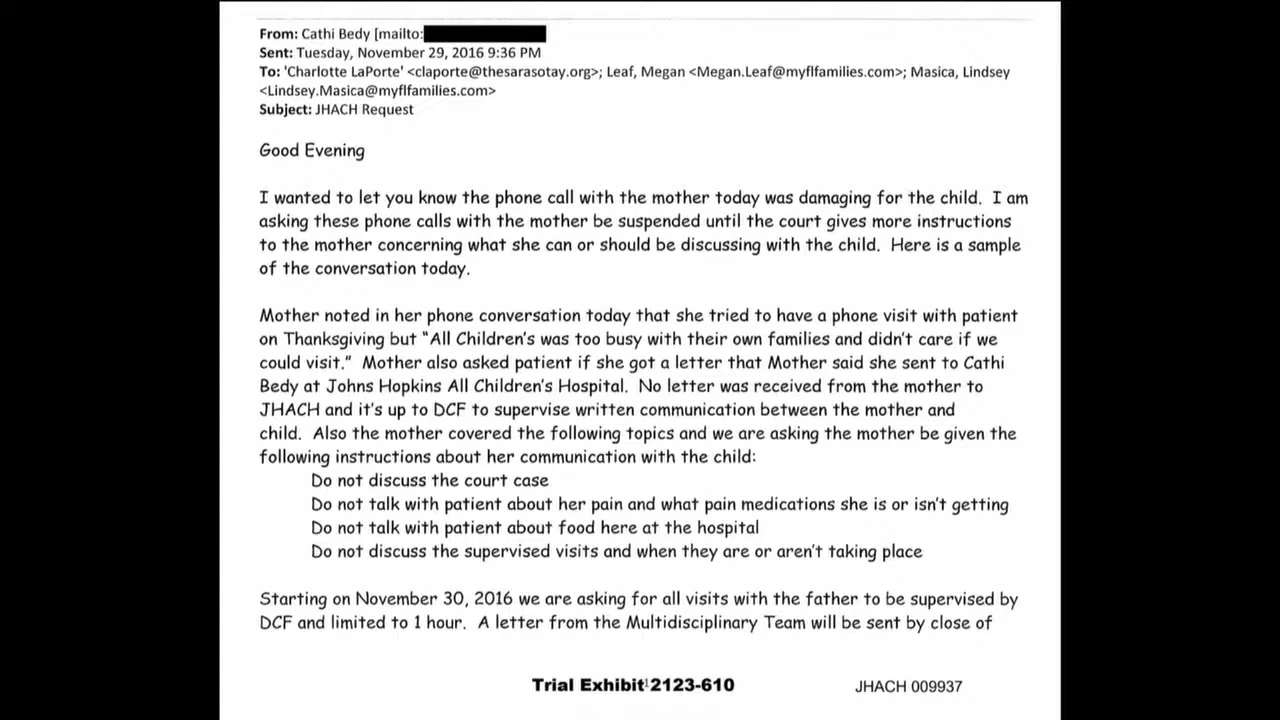 From: Cathi Bedy [mailto:
Sent: Tuesday, November 29, 2016 9:36 PM
To: 'Charlotte LaPorte' <claporte@thesarasotay.org>; Leaf, Megan <Megan.Leaf@myflfamilies.com>; Masica, Lindsey
<Lindsey.Masica@myflfamilies.com>
Subject: JHACH Request
Good Evening
I wanted to let you know the phone call with the mother today was damaging for the child.  I am
asking these phone calls with the mother be suspended until the court gives more instructions
to the mother concerning what she can or should be discussing with the child.  Here is a sample
of the conversation today.
Mother noted in her phone conversation today that she tried to have a phone visit with patient
on Thanksgiving but "All Children's was too busy with their own families and didn't care if we
could visit."  Mother also asked patient if she got a letter that Mother said she sent to Cathi
Bedy at Johns Hopkins All Children's Hospital.  No letter was received from the mother to
JHACH and it's up to DCF to supervise written communication between the mother and
child.  Also the mother covered the following topics and we are asking the mother be given the
following instructions about her communication with the child:
Do not discuss the court case
Do not talk with patient about her pain and what pain medications she is or isn't getting
Do not talk with patient about food here at the hospital
Do not discuss the supervised visits and when they are or aren't taking place
Starting on November 30, 2016 we are asking for all visits with the father to be supervised by
DCF and limited to 1 hour.  A letter from the Multidisciplinary Team will be sent by close of
Trial Exhibit 1 2123-610
JHACH 009937